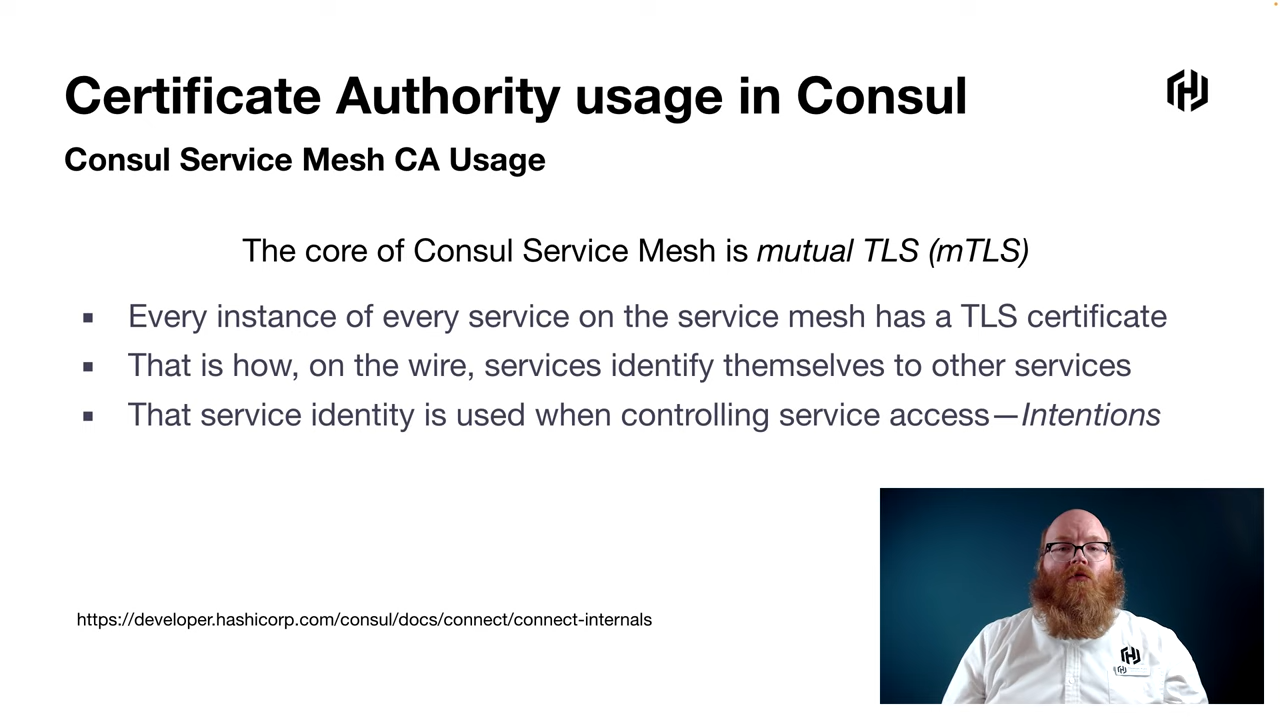 Certificate Authority usage in Consul
Consul Service Mesh CA Usage
The core of Consul Service Mesh is mutual TLS (mTLS)
▪ Every instance of every service on the service mesh has a TLS certificate
▪ That is how, on the wire, services identify themselves to other services
▪ That service identity is used when controlling service access—Intentions
https://developer.hashicorp.com/consul/docs/connect/connect-internals